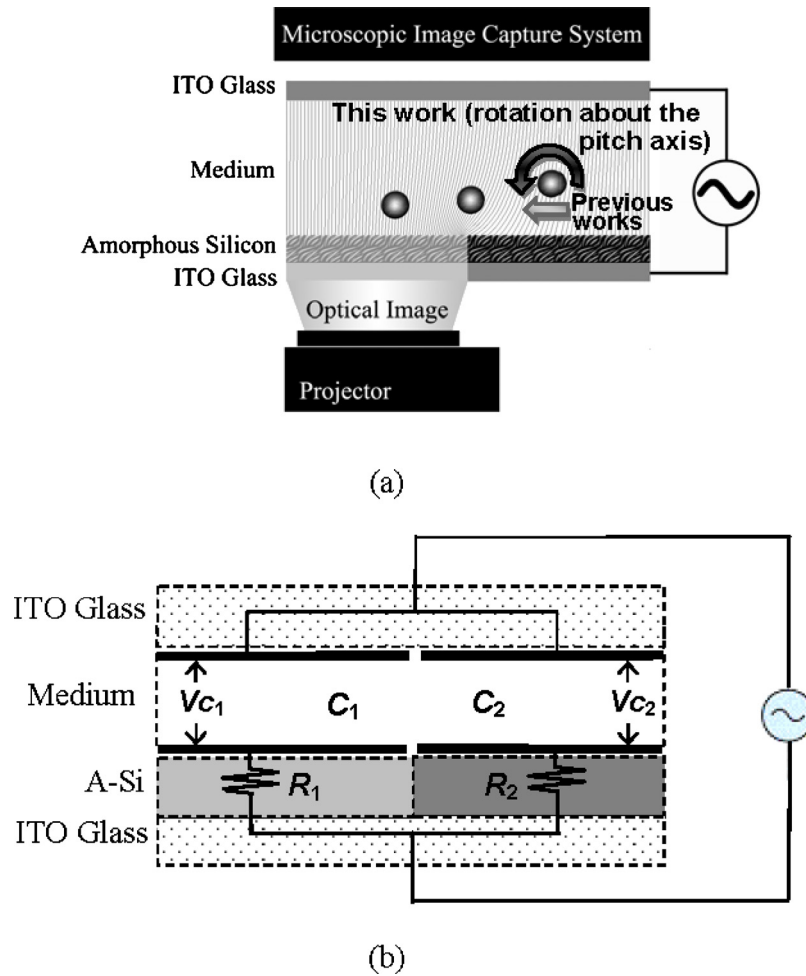 Microscopic Image Capture System
ITO Glass
This work (rotation about the
pitch axis)
Medium
Previous
works
Amorphous Silicon
ITO Glass
Optical Image
Projector
(a)
ITO Glass
Medium
Vc1
C1
C2
Vc2
A-Si
R1
R2
ITO Glass
(b)